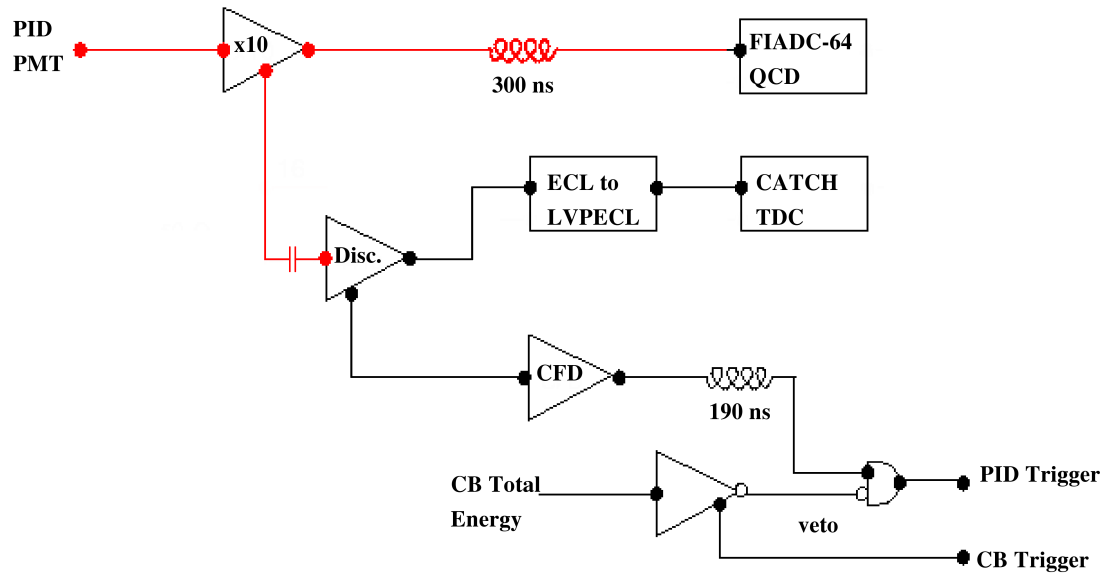 PID
PMT
x10
300 ns
FIADC-64
QCD
ECL to
LVPECL
CATCH
TDC
Disc.
CFD
190 ns
CB Total
Energy
veto
PID Trigger
CB Trigger